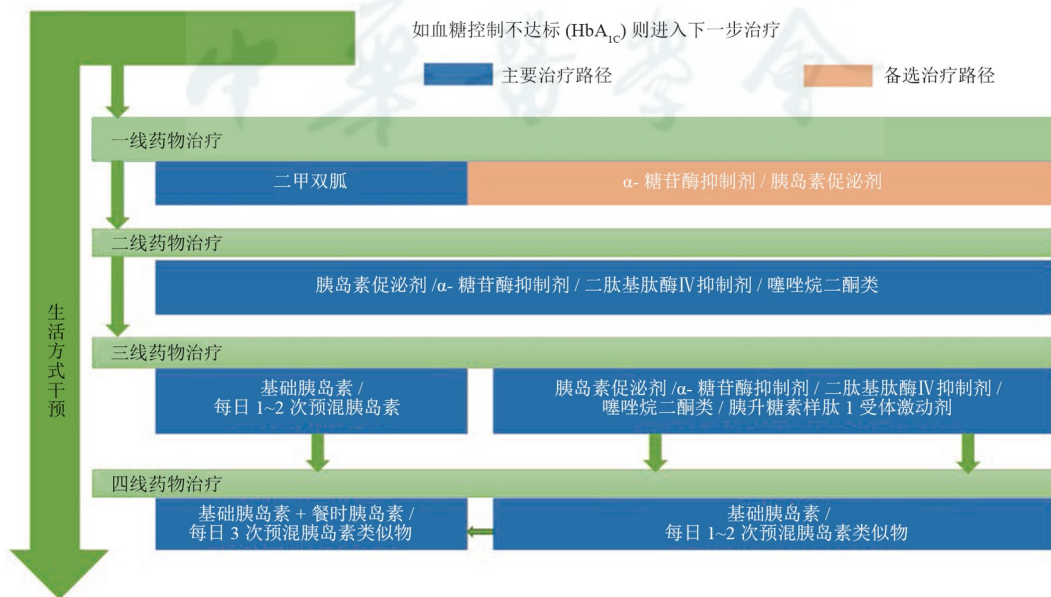 中華醫學會
如血糖控制不达标 (HbA1C) 则进入下一步治疗
主要治疗路径
备选治疗路径
一线药物治疗
二甲双胍
α- 糖苷酶抑制剂 / 胰岛素促泌剂
二线药物治疗
胰岛素促泌剂 /α- 糖苷酶抑制剂 / 二肽基肽酶Ⅳ抑制剂 / 噻唑烷二酮类
三线药物治疗
基础胰岛素 /
每日 1~2 次预混胰岛素
胰岛素促泌剂 /α- 糖苷酶抑制剂 / 二肽基肽酶Ⅳ抑制剂 /
噻唑烷二酮类 / 胰升糖素样肽 1 受体激动剂
四线药物治疗
基础胰岛素 + 餐时胰岛素 /
每日 3 次预混胰岛素类似物
基础胰岛素 /
每日 1~2 次预混胰岛素类似物
生活方式干预